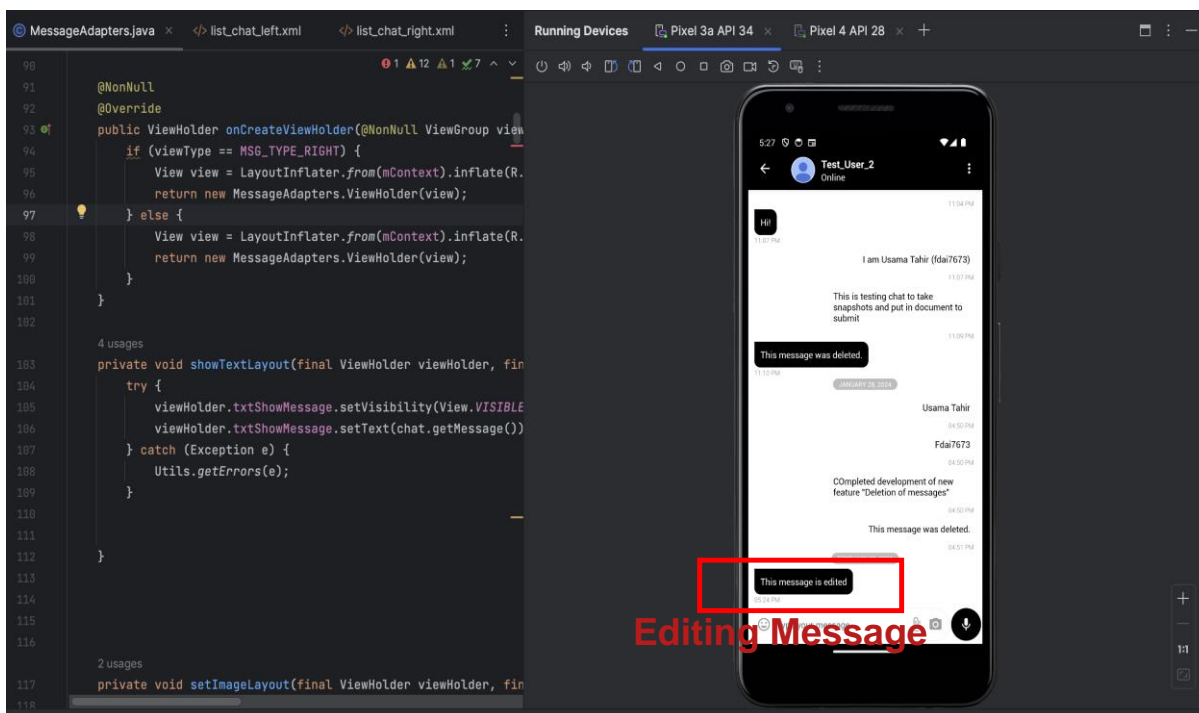 MessageAdapters.java × list_chat_left.xml list_chat_right.xml
1 12 1 7
90
91 @NonNull
92 @Override
93 public ViewHolder onCreateViewHolder(@NonNull ViewGroup view
94 if (viewType == MSG_TYPE_RIGHT) {
95 View view = LayoutInflater.from(mContext).inflate(R.
96 return new MessageAdapters.ViewHolder(view);
97 } else {
98 View view = LayoutInflater.from(mContext).inflate(R.
99 return new MessageAdapters.ViewHolder(view);
100 }
101 }
102
4 usages
103 private void showTextLayout(final ViewHolder viewHolder, fin
104 try {
105 viewHolder.txtShowMessage.setVisibility(View.VISIBLE
106 viewHolder.txtShowMessage.setText(chat.getMessage())
107 } catch (Exception e) {
108 Utils.getErrors(e);
109 }
110
111
112 }
113
114
115
116
2 usages
117 private void setImageLayout(final ViewHolder viewHolder, fin
118
Running Devices Pixel 3a API 34 × Pixel 4 API 28 × +
5:27
Test_User_2
Online
11:04 PM
Hi!
11:07 PM
I am Usama Tahir (fdai7673)
11:07 PM
This is testing chat to take
snapshots and put in document to
submit
11:09 PM
This message was deleted.
11:10 PM
JANUARY 26, 2024
Usama Tahir
04:50 PM
Fdai7673
04:50 PM
COmpleted development of new
feature "Deletion of messages"
04:50 PM
This message was deleted.
04:51 PM
This message is edited
05:24 PM
Editing Message
1:1